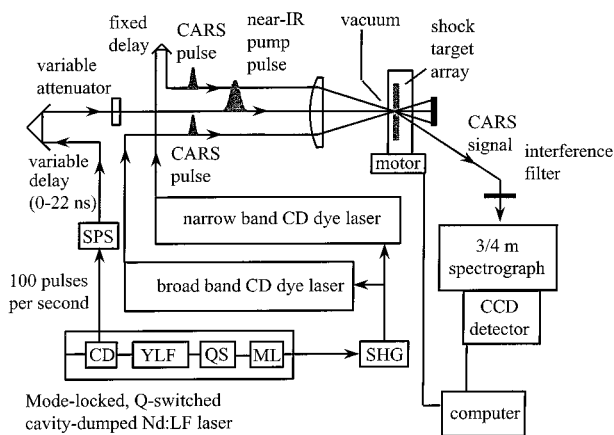 fixed
delay
CARS
pulse
near-IR
pump
pulse
vacuum
shock
target
array
variable
attenuator
CARS
pulse
variable
delay
(0-22 ns)
motor
CARS
signal
interference
filter
SPS
narrow band CD dye laser
3/4 m
spectrograph
100 pulses
per second
broad band CD dye laser
CCD
detector
CD
YLF
QS
ML
SHG
Mode-locked, Q-switched
cavity-dumped Nd:LF laser
computer